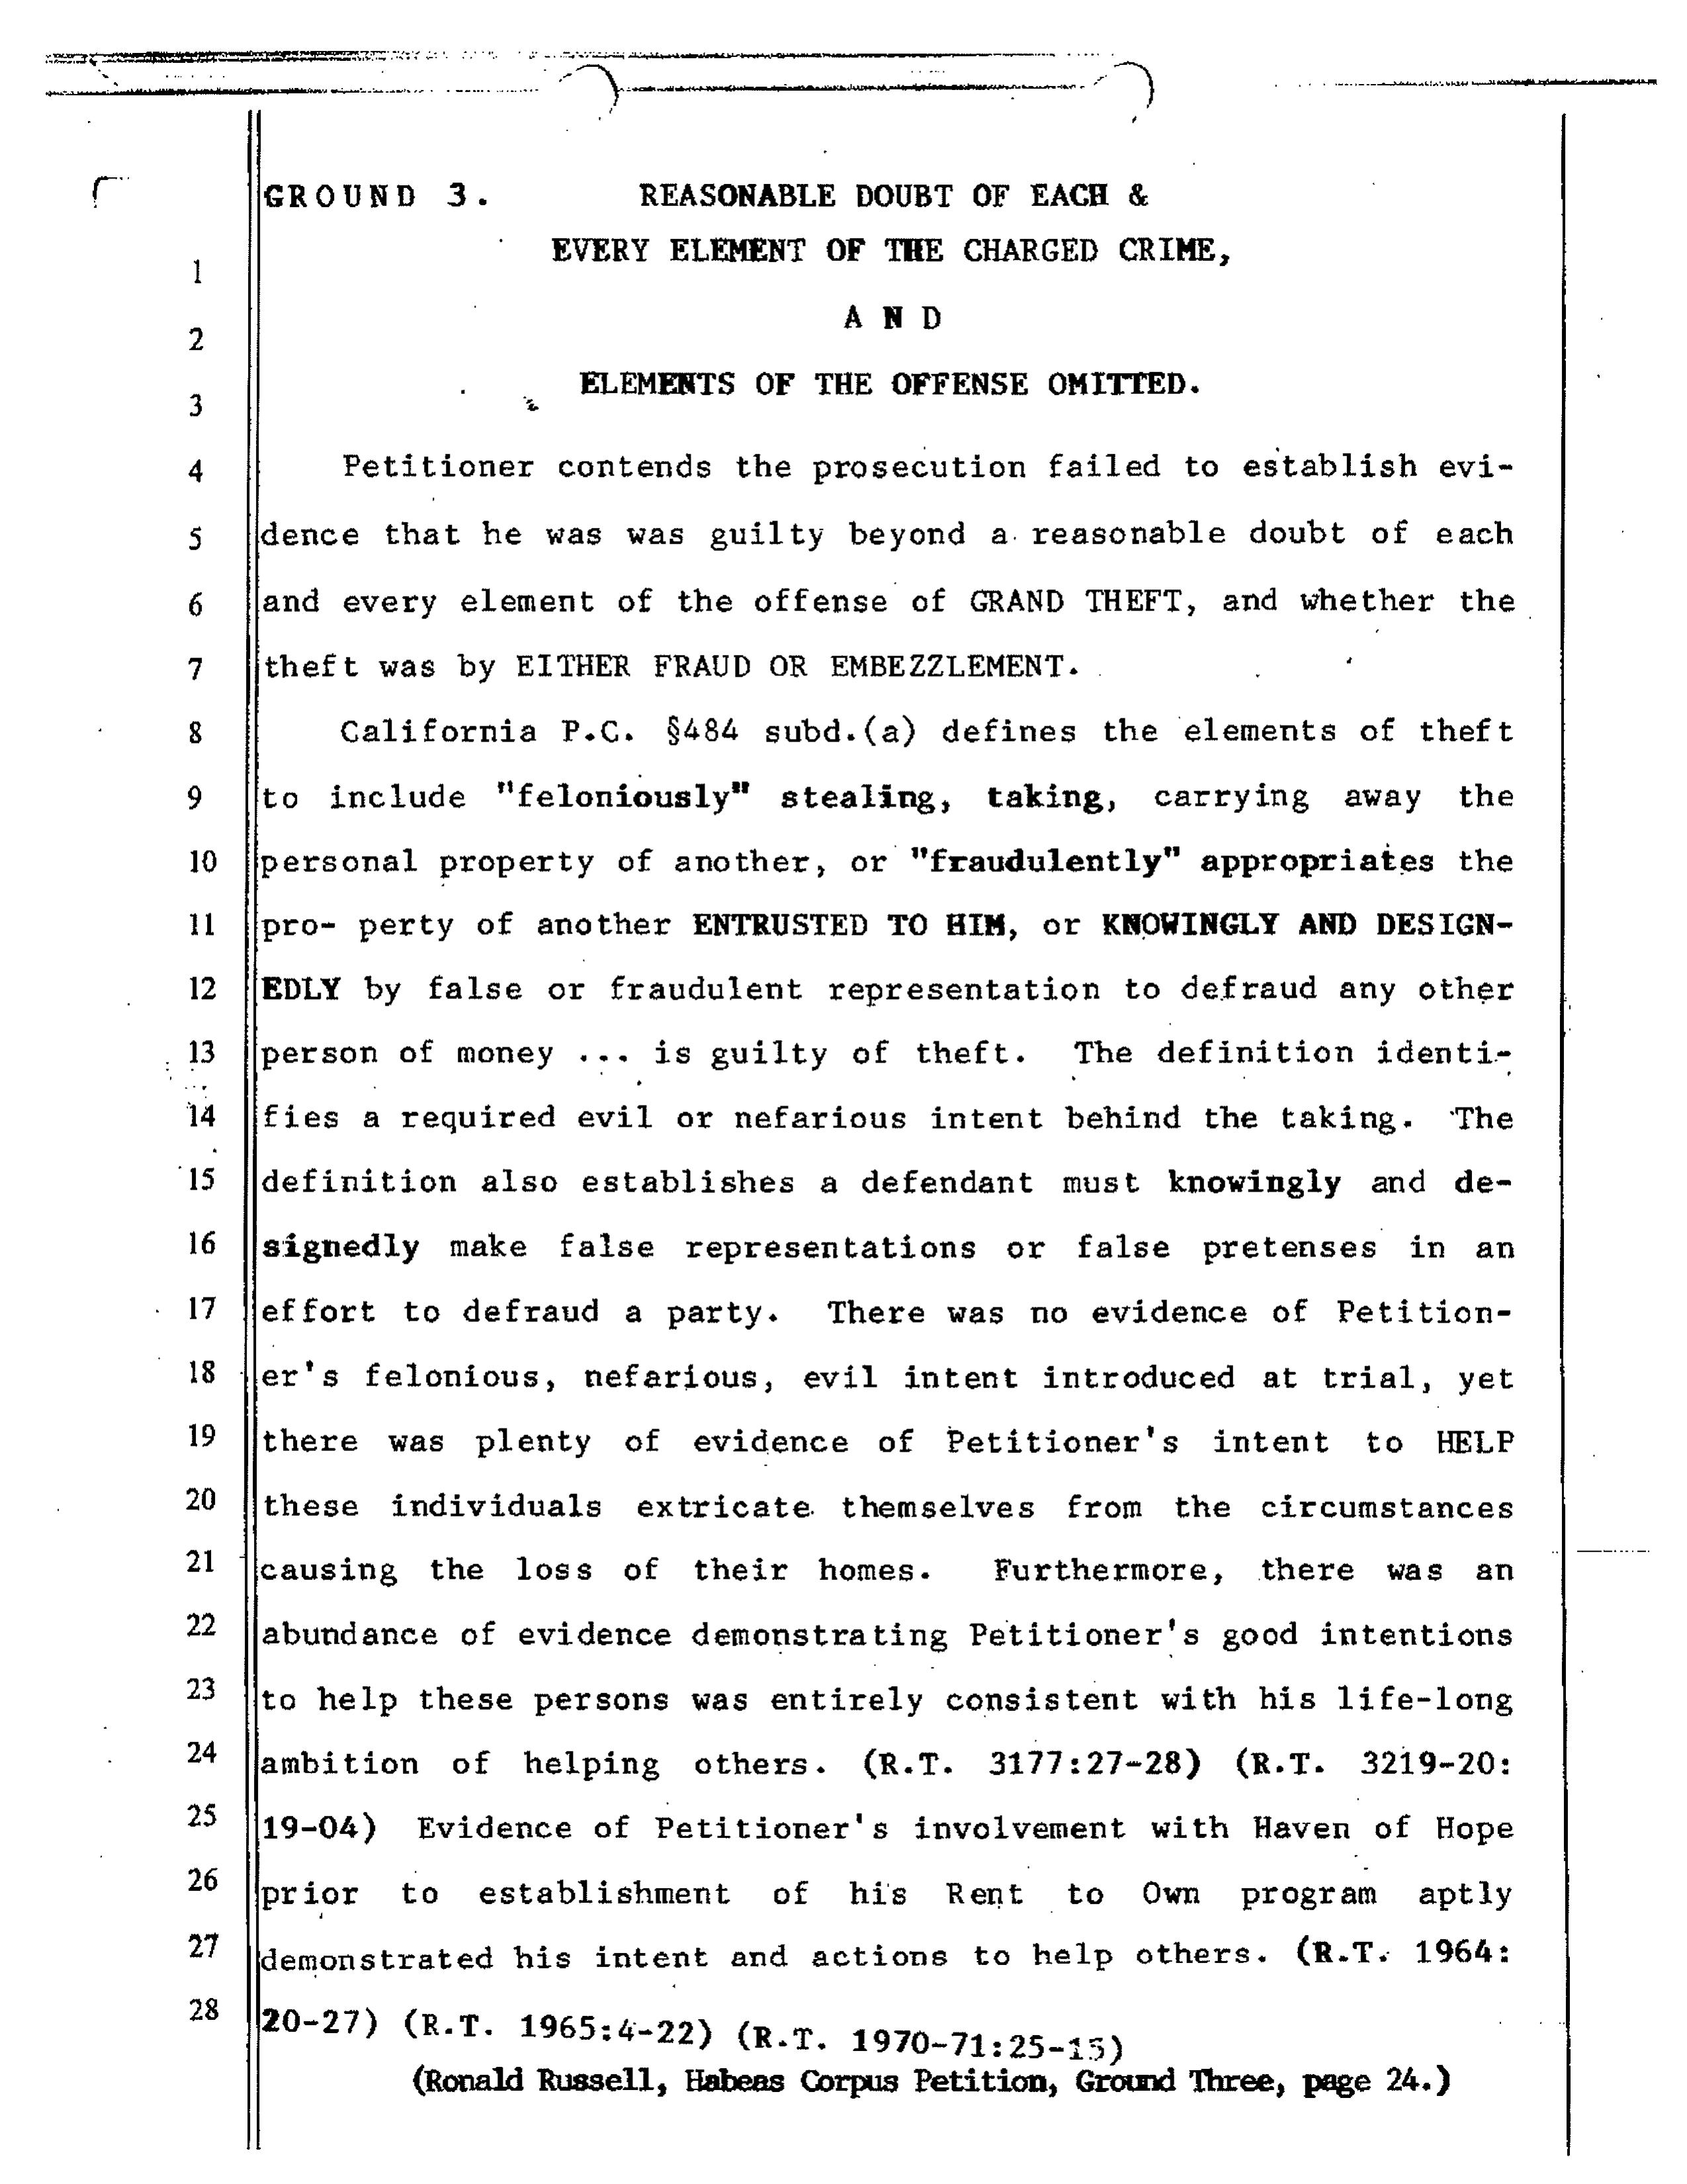 GROUND 3. REASONABLE DOUBT OF EACH &
EVERY ELEMENT OF THE CHARGED CRIME,
1
A N D
2
ELEMENTS OF THE OFFENSE OMITTED.
3
4 Petitioner contends the prosecution failed to establish evi-
5 dence that he was was guilty beyond a reasonable doubt of each
6 and every element of the offense of GRAND THEFT, and whether the
7 theft was by EITHER FRAUD OR EMBEZZLEMENT.
8 California P.C. §484 subd.(a) defines the elements of theft
9 to include "feloniously" stealing, taking, carrying away the
10 personal property of another, or "fraudulently" appropriates the
11 pro- perty of another ENTRUSTED TO HIM, or KNOWINGLY AND DESIGN-
12 EDLY by false or fraudulent representation to defraud any other
13 person of money ... is guilty of theft. The definition identi-
14 fies a required evil or nefarious intent behind the taking. The
15 definition also establishes a defendant must knowingly and de-
16 signedly make false representations or false pretenses in an
17 effort to defraud a party. There was no evidence of Petition-
18 er's felonious, nefarious, evil intent introduced at trial, yet
19 there was plenty of evidence of Petitioner's intent to HELP
20 these individuals extricate themselves from the circumstances
21 causing the loss of their homes. Furthermore, there was an
22 abundance of evidence demonstrating Petitioner's good intentions
23 to help these persons was entirely consistent with his life-long
24 ambition of helping others. (R.T. 3177:27-28) (R.T. 3219-20:
25 19-04) Evidence of Petitioner's involvement with Haven of Hope
26 prior to establishment of his Rent to Own program aptly
27 demonstrated his intent and actions to help others. (R.T. 1964:
28 20-27) (R.T. 1965:4-22) (R.T. 1970-71:25-15)
(Ronald Russell, Habeas Corpus Petition, Ground Three, page 24.)